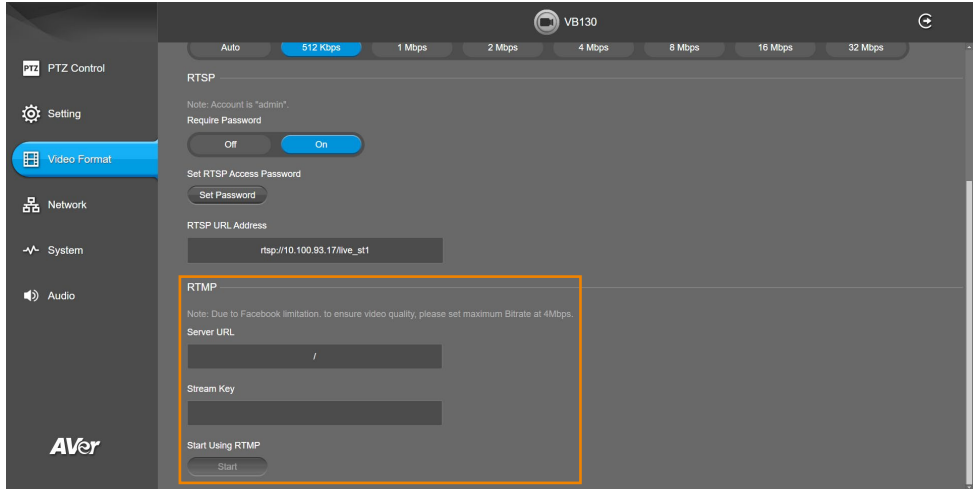 VB130
Auto 512 Kbps 1 Mbps 2 Mbps 4 Mbps 8 Mbps 16 Mbps 32 Mbps
PTZ PTZ Control
Setting
Video Format
Network
System
Audio
AVer
RTSP
Note: Account is "admin".
Require Password
Off On
Set RTSP Access Password
Set Password
RTSP URL Address
rtsp://10.100.93.17/live_st1
RTMP
Note: Due to Facebook limitation. to ensure video quality, please set maximum Bitrate at 4Mbps.
Server URL
/
Stream Key
Start Using RTMP
Start